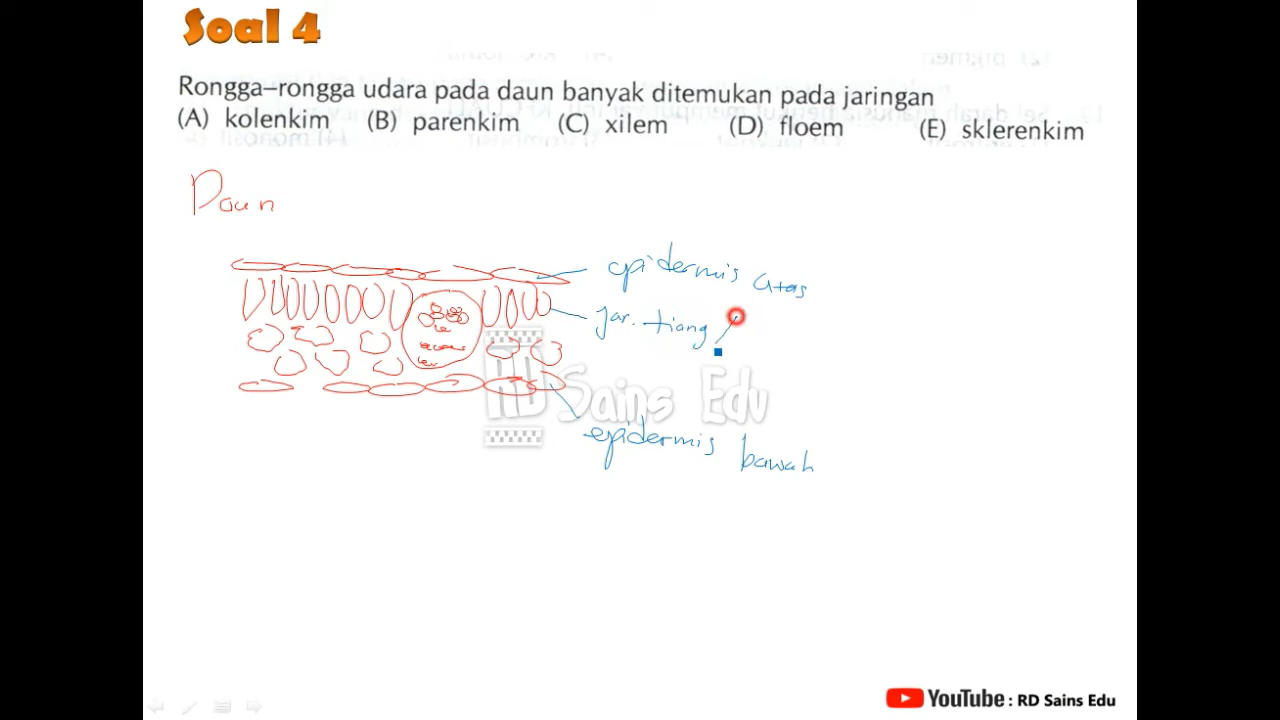 Soal 4
Rongga–rongga udara pada daun banyak ditemukan pada jaringan
(A) kolenkim (B) parenkim (C) xilem (D) floem (E) sklerenkim
Daun
epidermis atas
jar. tiang /
RD Sains Edu
epidermis bawah
YouTube : RD Sains Edu